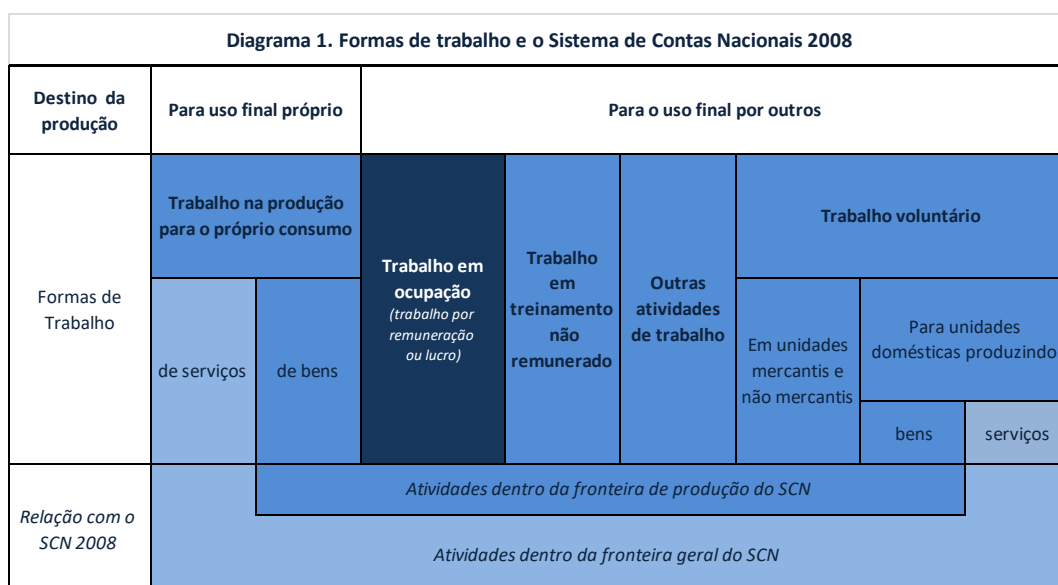 Diagrama 1. Formas de trabalho e o Sistema de Contas Nacionais 2008
Destino da
produção
Para uso final próprio
Para o uso final por outros
Formas de
Trabalho
Trabalho na produção
para o próprio consumo
de serviços
de bens
Trabalho em
ocupação
(trabalho por
remuneração
ou lucro)
Trabalho
em
treinamento
não
remunerado
Outras
atividades
de trabalho
Trabalho voluntário
Em unidades
mercantis e
não mercantis
Para unidades
domésticas produzindo
bens
serviços
Relação com o
SCN 2008
Atividades dentro da fronteira de produção do SCN
Atividades dentro da fronteira geral do SCN